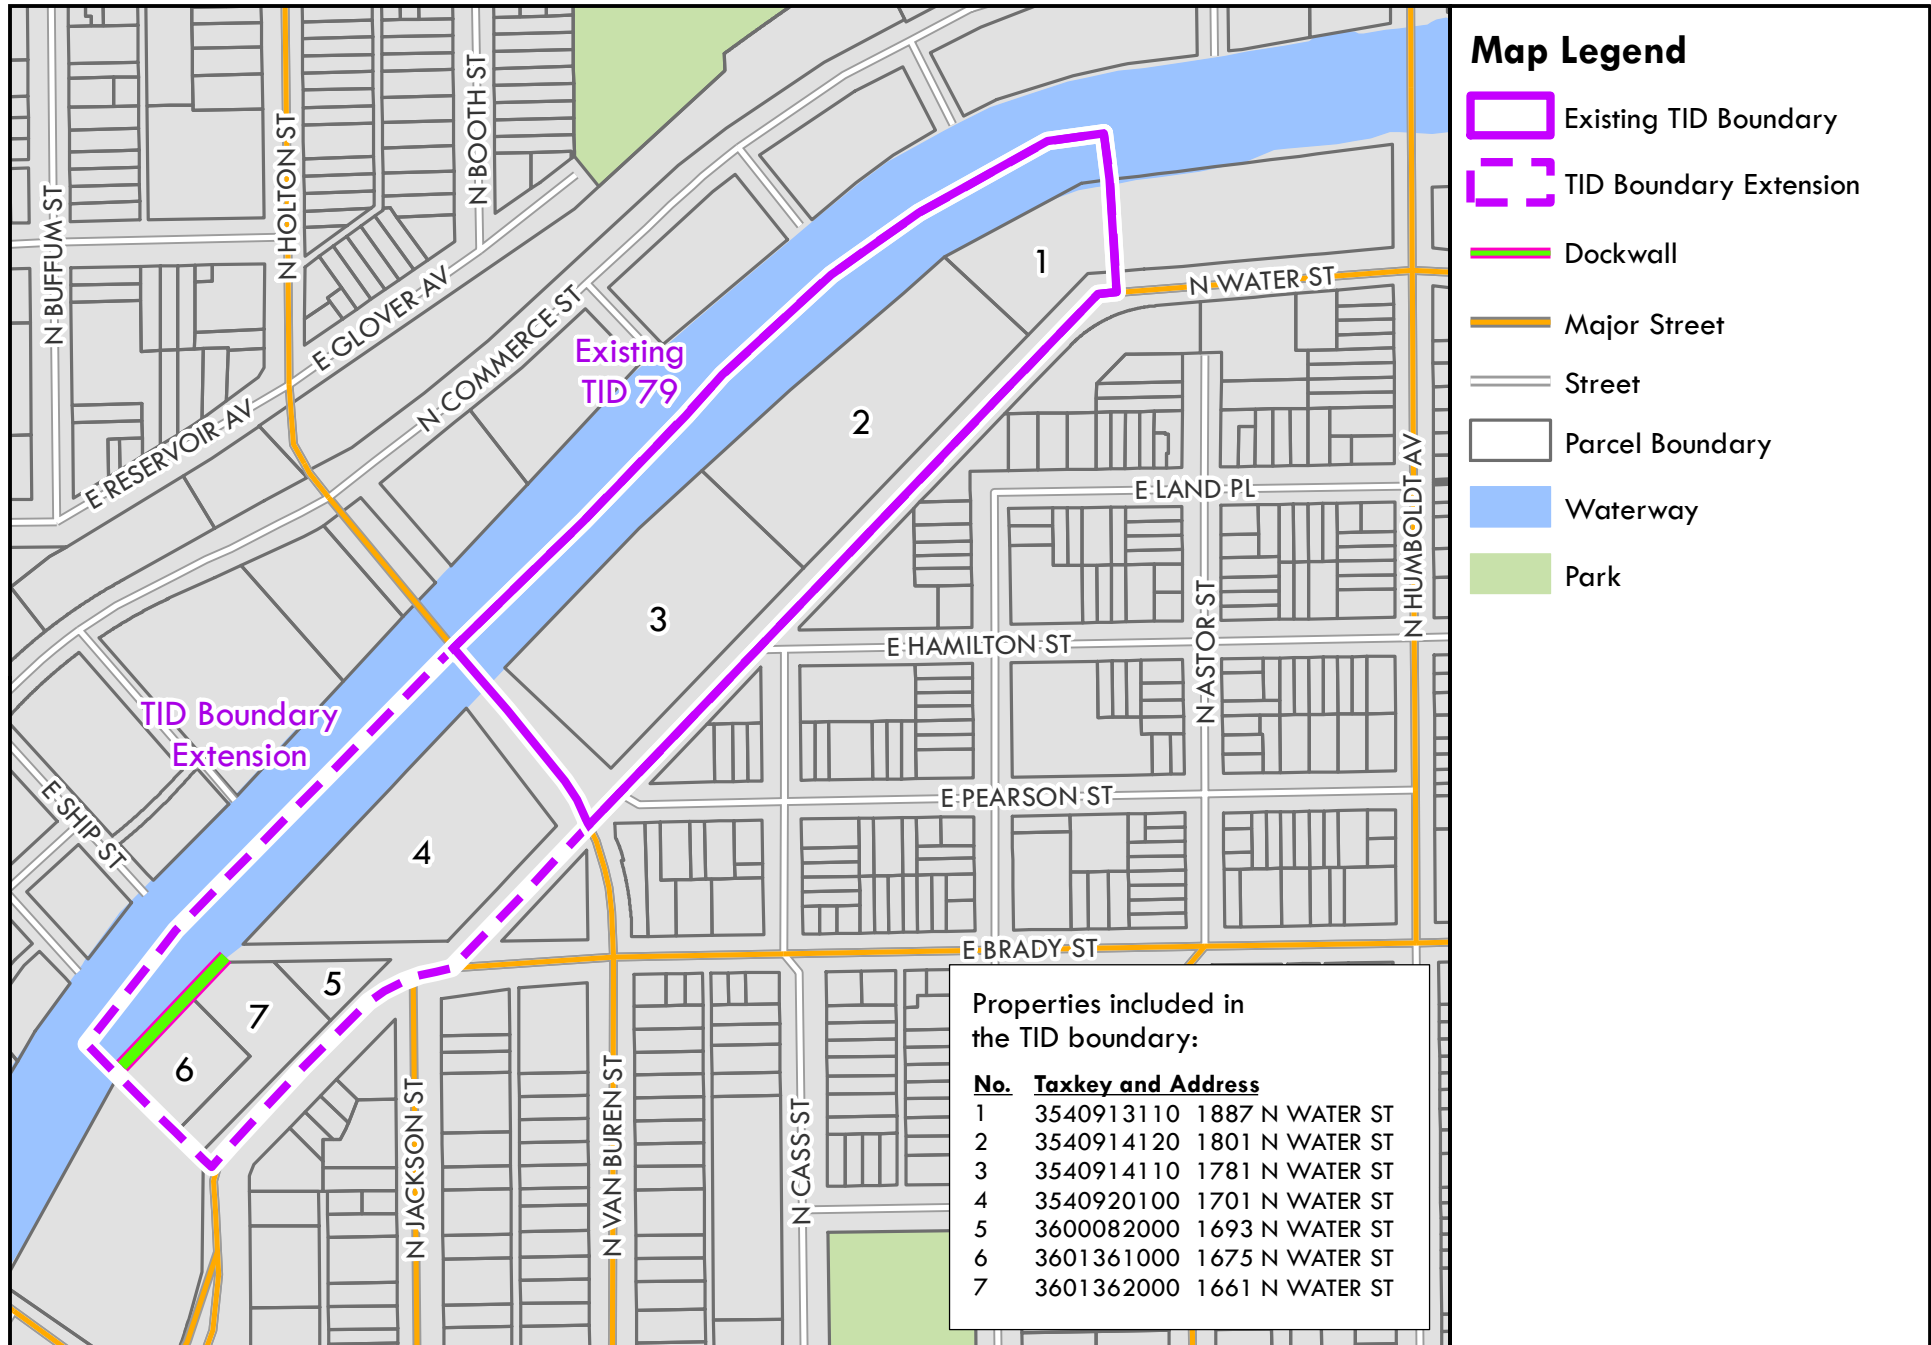 N BUFFUM ST
N HOLTON ST
N BOOTH ST
E GLOVER AV
N COMMERCE ST
E RESERVOIR AV
Existing
TID 79
TID Boundary
Extension
E SHIP ST
1
2
3
4
5
7
6
N WATER ST
E LAND PL
N HUMBOLDT AV
N ASTOR ST
E HAMILTON ST
E PEARSON ST
E BRADY ST
N JACKSON ST
N VAN BUREN ST
N CASS ST
Properties included in
the TID boundary:
No. Taxkey and Address
1 3540913110 1887 N WATER ST
2 3540914120 1801 N WATER ST
3 3540914110 1781 N WATER ST
4 3540920100 1701 N WATER ST
5 3600082000 1693 N WATER ST
6 3601361000 1675 N WATER ST
7 3601362000 1661 N WATER ST
Map Legend
Existing TID Boundary
TID Boundary Extension
Dockwall
Major Street
Street
Parcel Boundary
Waterway
Park